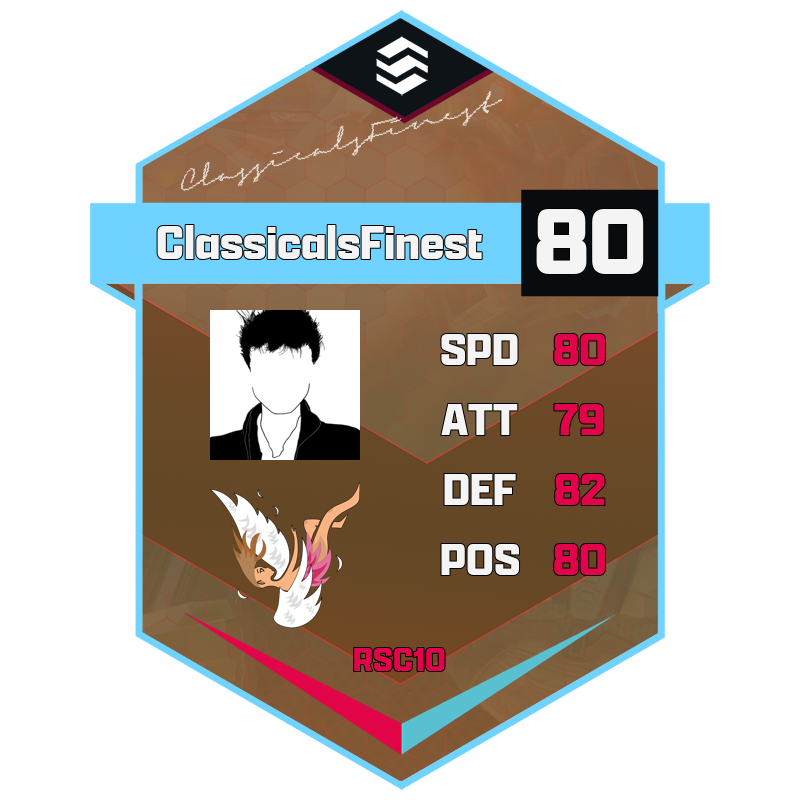 ClassicalsFinest
ClassicalsFinest 80
SPD 80
ATT 79
DEF 82
POS 80
RSC10